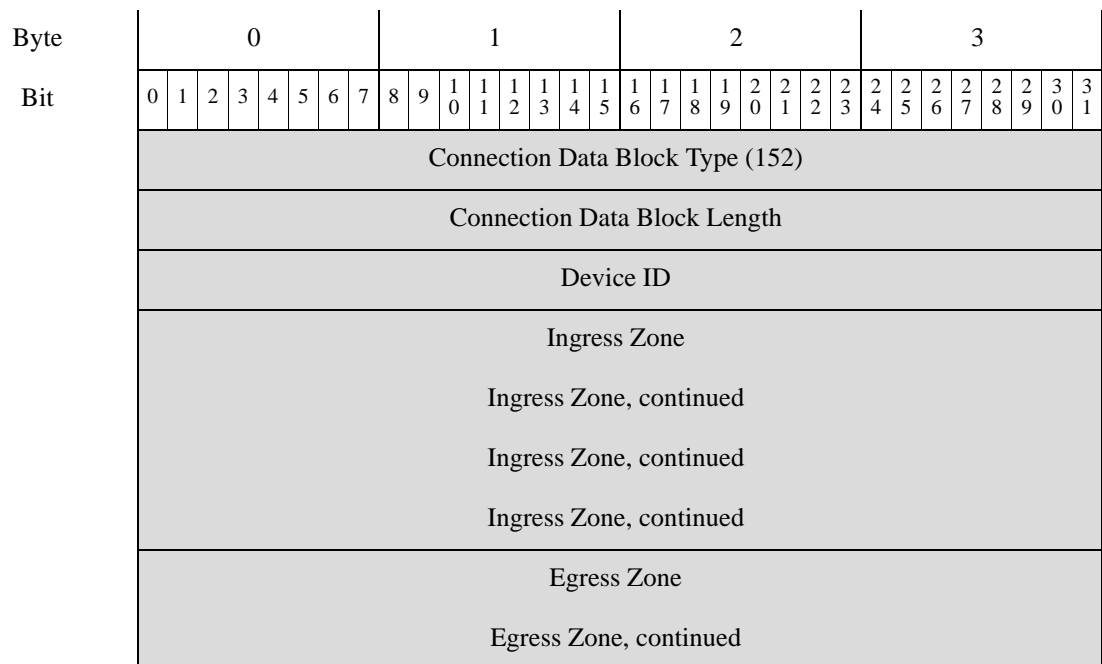 Byte 0 1 2 3
Bit 0 1 2 3 4 5 6 7 8 9 10 11 12 13 14 15 16 17 18 19 20 21 22 23 24 25 26 27 28 29 30 31
Connection Data Block Type (152)
Connection Data Block Length
Device ID
Ingress Zone
Ingress Zone, continued
Ingress Zone, continued
Ingress Zone, continued
Egress Zone
Egress Zone, continued